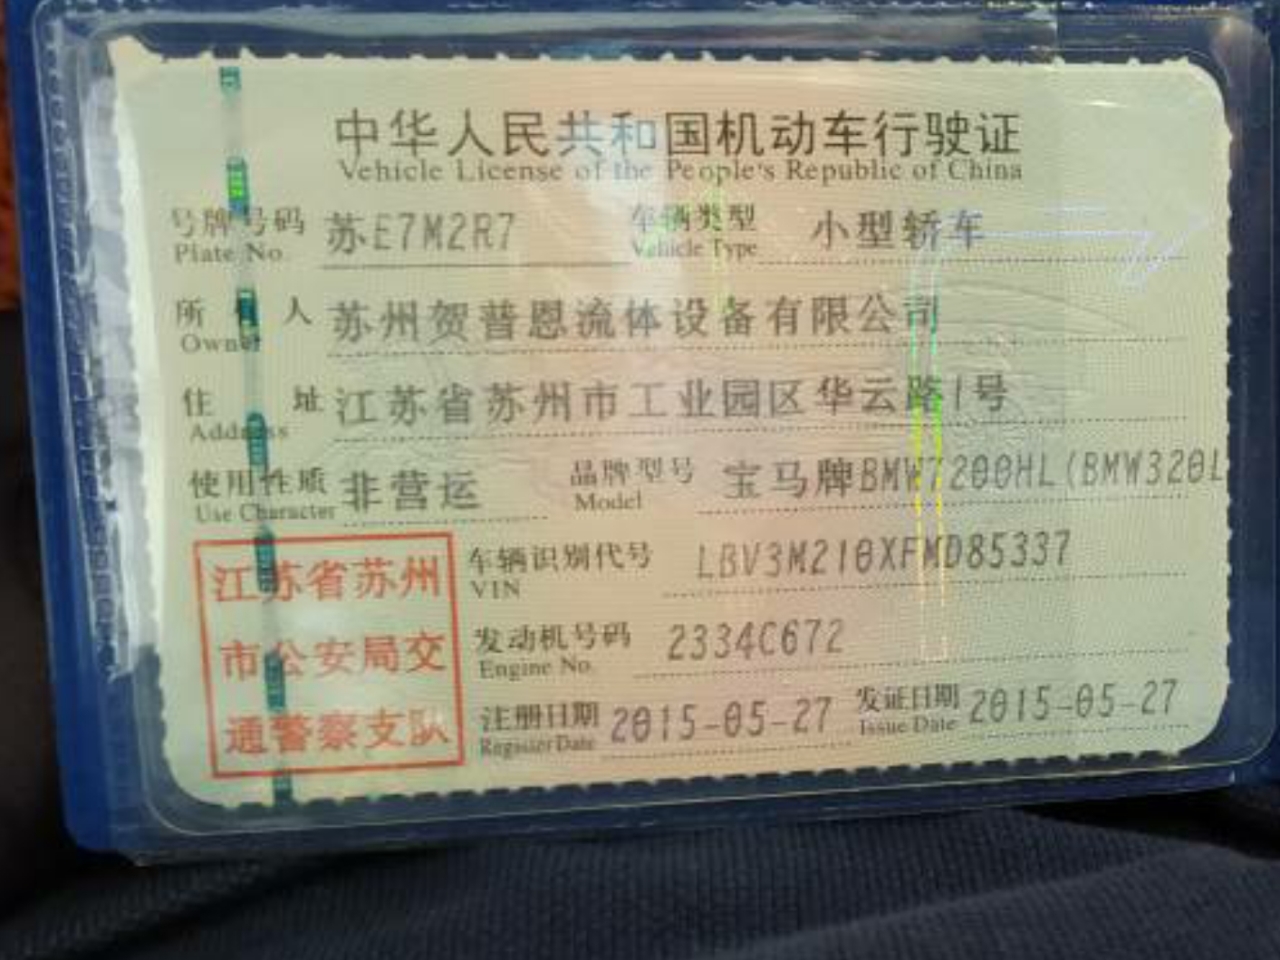 中华人民共和国机动车行驶证
Vehicle License of the People's Republic of China
号牌号码 苏E7M2R7 车辆类型 小型轿车
Plate No. Vehicle Type
所有人 苏州贺普恩流体设备有限公司
Owner
住址 江苏省苏州市工业园区华云路1号
Address
使用性质 非营运 品牌型号 宝马牌BMW7200HL(BMW320L
Use Character Model
江苏省苏州
市公安局交
通警察支队
车辆识别代号 LBV3M210XFMD85337
VIN
发动机号码 2334C672
Engine No.
注册日期 2015-05-27 发证日期 2015-05-27
Register Date Issue Date